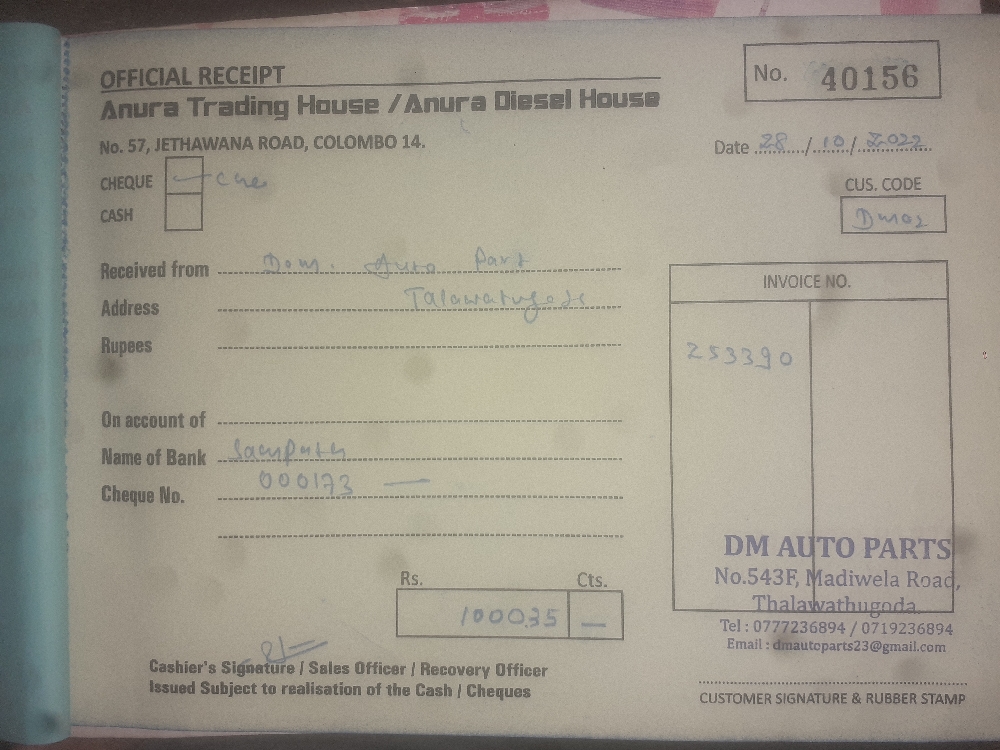 OFFICIAL RECEIPT
Anura Trading House / Anura Diesel House
No. 57, JETHAWANA ROAD, COLOMBO 14.
No. 40156
Date 28/10/2022
CHEQUE
CASH
CUS. CODE
Received from Dom. Auto Part
Address
Rupees
INVOICE NO.
253390
On account of
Name of Bank
Cheque No. 000173 —
Rs. Cts.
100035 —
DM AUTO PARTS
No.543F, Madiwela Road,
Thalawathugoda
Tel : 0777236894 / 0719236894
Email : dmautoparts23@gmail.com
Cashier's Signature / Sales Officer / Recovery Officer
Issued Subject to realisation of the Cash / Cheques
CUSTOMER SIGNATURE & RUBBER STAMP